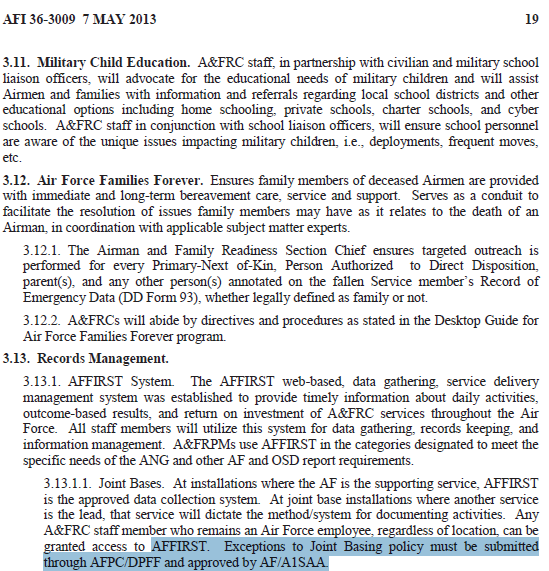 AFI 36-3009 7 MAY 2013 19
3.11. Military Child Education. A&FRC staff, in partnership with civilian and military school
liaison officers, will advocate for the educational needs of military children and will assist
Airmen and families with information and referrals regarding local school districts and other
educational options including home schooling, private schools, charter schools, and cyber
schools. A&FRC staff in conjunction with school liaison officers, will ensure school personnel
are aware of the unique issues impacting military children, i.e., deployments, frequent moves,
etc.
3.12. Air Force Families Forever. Ensures family members of deceased Airmen are provided
with immediate and long-term bereavement care, service and support. Serves as a conduit to
facilitate the resolution of issues family members may have as it relates to the death of an
Airman, in coordination with applicable subject matter experts.
3.12.1. The Airman and Family Readiness Section Chief ensures targeted outreach is
performed for every Primary-Next of-Kin, Person Authorized to Direct Disposition,
parent(s), and any other person(s) annotated on the fallen Service member's Record of
Emergency Data (DD Form 93), whether legally defined as family or not.
3.12.2. A&FRCs will abide by directives and procedures as stated in the Desktop Guide for
Air Force Families Forever program.
3.13. Records Management.
3.13.1. AFFIRST System. The AFFIRST web-based, data gathering, service delivery
management system was established to provide timely information about daily activities,
outcome-based results, and return on investment of A&FRC services throughout the Air
Force. All staff members will utilize this system for data gathering, records keeping, and
information management. A&FRPMs use AFFIRST in the categories designated to meet the
specific needs of the ANG and other AF and OSD report requirements.
3.13.1.1. Joint Bases. At installations where the AF is the supporting service, AFFIRST
is the approved data collection system. At joint base installations where another service
is the lead, that service will dictate the method/system for documenting activities. Any
A&FRC staff member who remains an Air Force employee, regardless of location, can be
granted access to AFFIRST. Exceptions to Joint Basing policy must be submitted
through AFPC/DPFF and approved by AF/A1SAA.